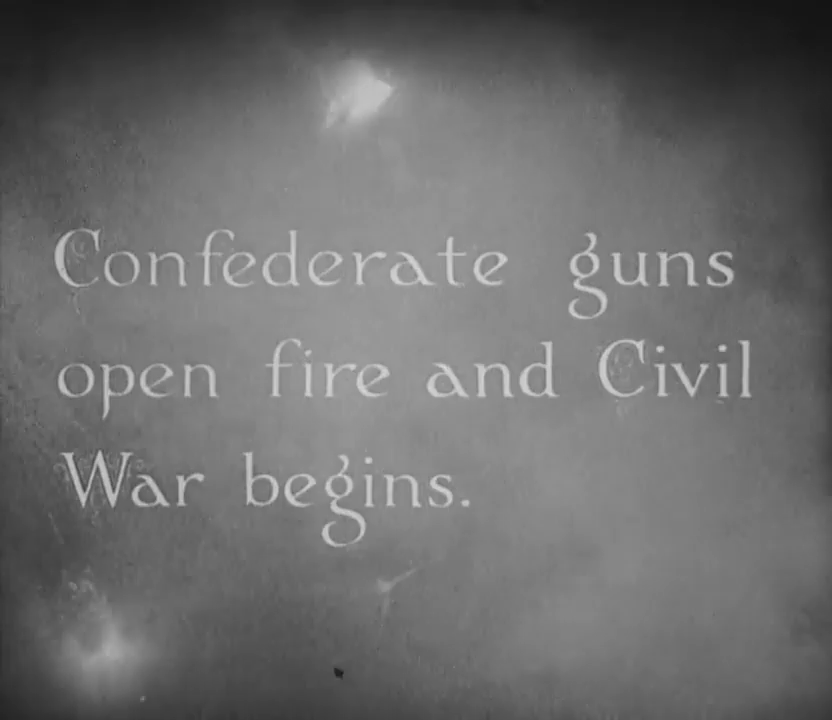 Confederate guns
open fire and Civil
War begins.